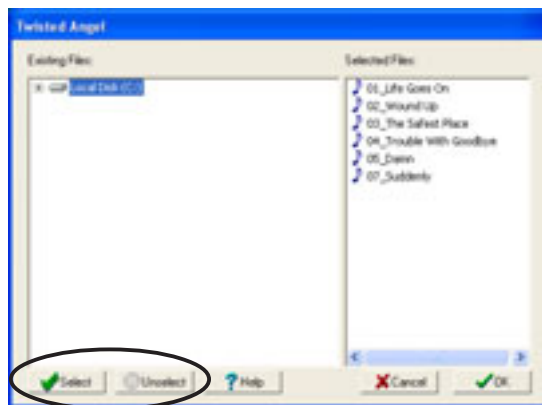 Twisted Angel
Existing Files:
Selected Files:
Local Disk (C:)
01_Life Goes On
02_Wound Up
03_The Safest Place
04_Trouble With Goodbye
05_Damn
07_Suddenly
Select
Unselect
Help
Cancel
OK